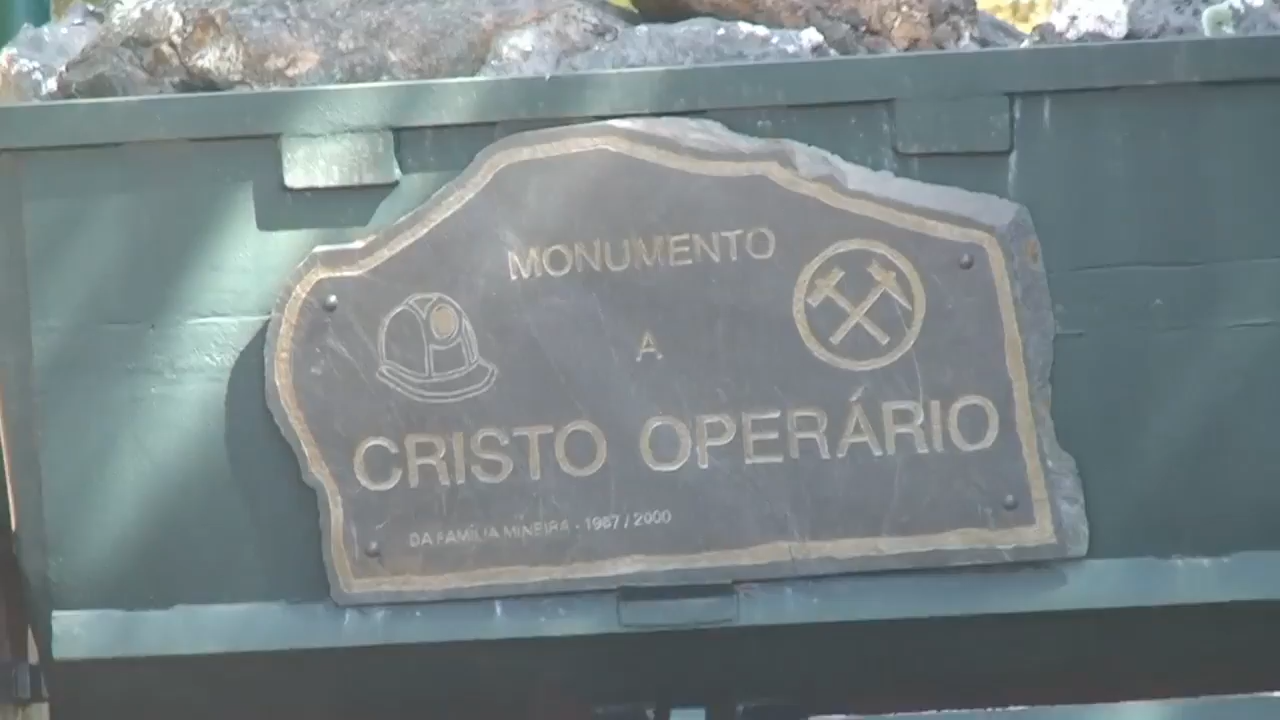 MONUMENTO
A
CRISTO OPERÁRIO
DA FAMÍLIA MINEIRA - 1987 / 2000